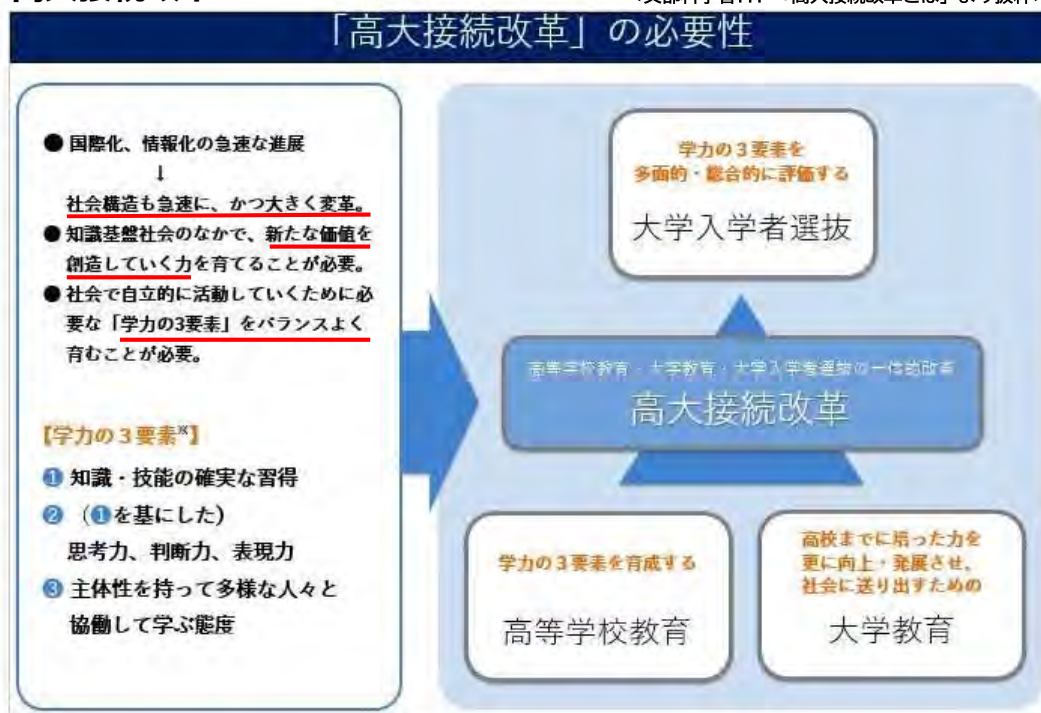 「高大接続改革」の必要性
● 国際化、情報化の急速な進展
↓
社会構造も急速に、かつ大きく変革。
● 知識基盤社会のなかで、新たな価値を
創造していく力を育てることが必要。
● 社会で自立的に活動していくために必
要な「学力の3要素」をバランスよく
育むことが必要。
【学力の3要素※】
❶ 知識・技能の確実な習得
❷ （❶を基にした）
思考力、判断力、表現力
❸ 主体性を持って多様な人々と
協働して学ぶ態度
学力の3要素を
多面的・総合的に評価する
大学入学者選抜
高等学校教育・大学教育・大学入学者選抜の一体的改革
高大接続改革
学力の3要素を育成する
高等学校教育
高校までに培った力を
更に向上・発展させ、
社会に送り出すための
大学教育